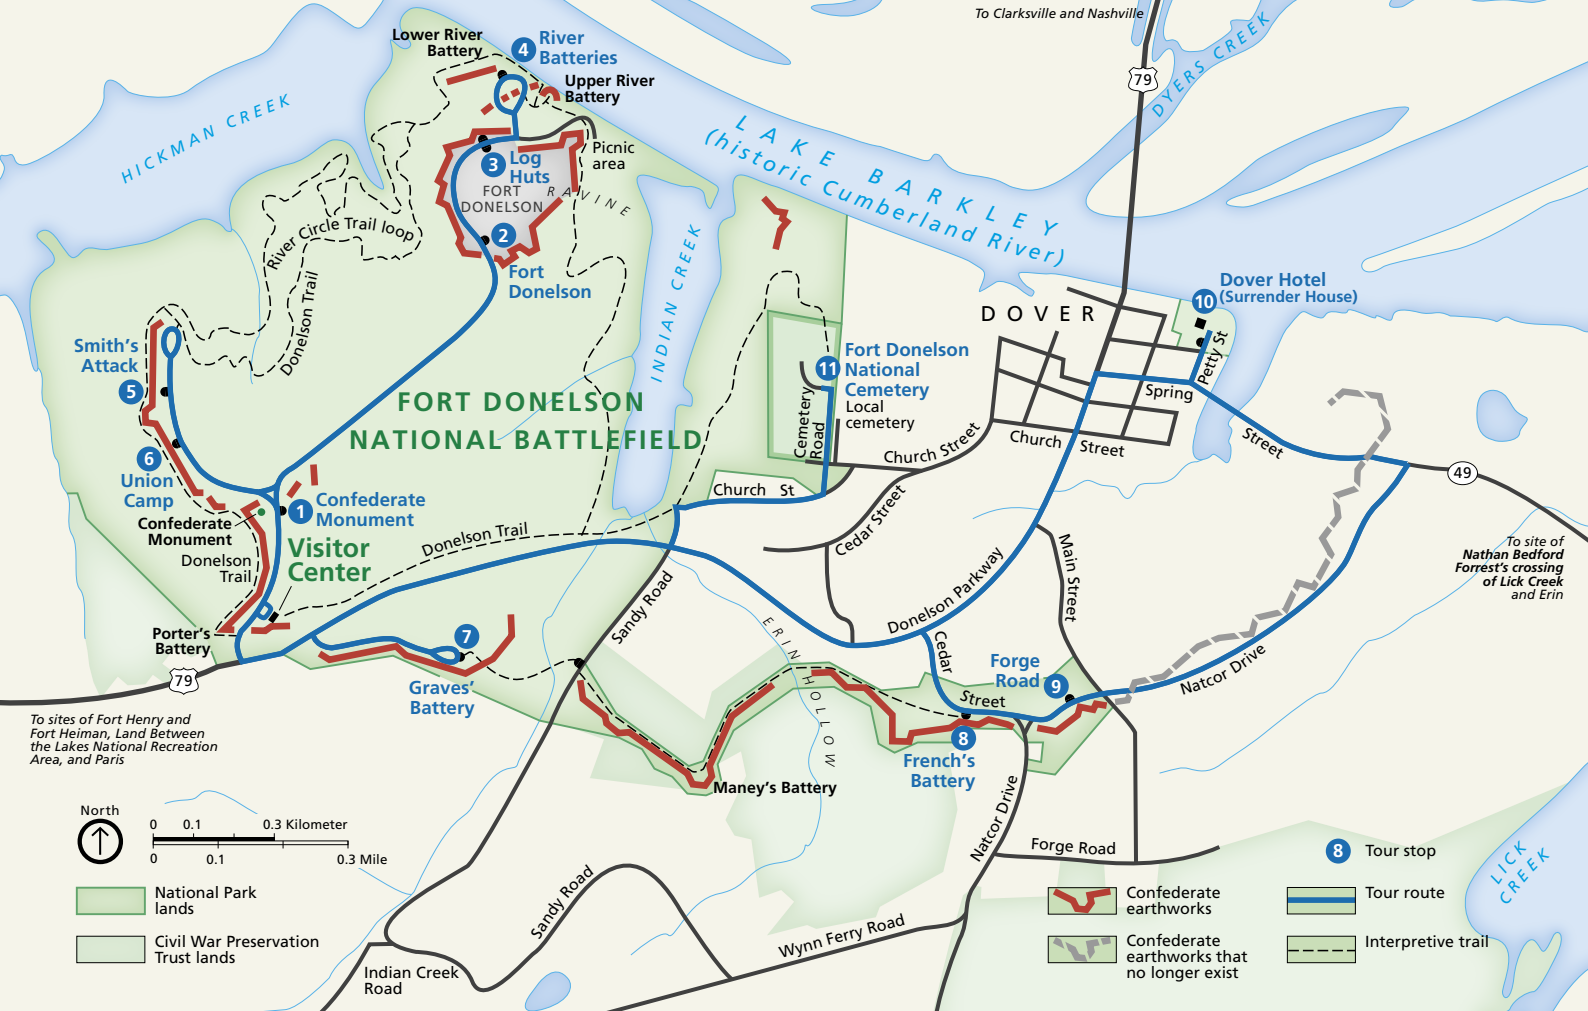 To Clarksville and Nashville
Lower River
Battery
4
River
Batteries
Upper River
Battery
79
DYERS CREEK
HICKMAN CREEK
LAKE BARKLEY
(historic Cumberland River)
Picnic
area
3
Log
Huts
FORT
DONELSON
RAVINE
2
Fort
Donelson
River Circle Trail loop
Donelson Trail
INDIAN CREEK
DOVER
Dover Hotel
(Surrender House)
10
Petty St
Smith's
Attack
5
11
Fort Donelson
National
Cemetery
Local
cemetery
Cemetery
Road
Spring
Street
Church Street
Church Street
FORT DONELSON
NATIONAL BATTLEFIELD
6
Union
Camp
1
Confederate
Monument
Confederate
Monument
Church St
Cedar Street
49
Donelson Trail
Visitor
Center
Donelson
Trail
To site of
Nathan Bedford
Forrest's crossing
of Lick Creek
and Erin
Main Street
Donelson Parkway
Sandy Road
Porter's
Battery
79
7
Graves'
Battery
ERIN HOLLOW
Cedar
Street
Forge
Road
9
Natcor Drive
8
French's
Battery
Maney's Battery
To sites of Fort Henry and
Fort Heiman, Land Between
the Lakes National Recreation
Area, and Paris
Natcor Drive
Forge Road
North
0 0.1 0.3 Kilometer
0 0.1 0.3 Mile
National Park
lands
Civil War Preservation
Trust lands
Sandy Road
Indian Creek
Road
Wynn Ferry Road
LICK
CREEK
8
Tour stop
Confederate
earthworks
Tour route
Confederate
earthworks that
no longer exist
Interpretive trail